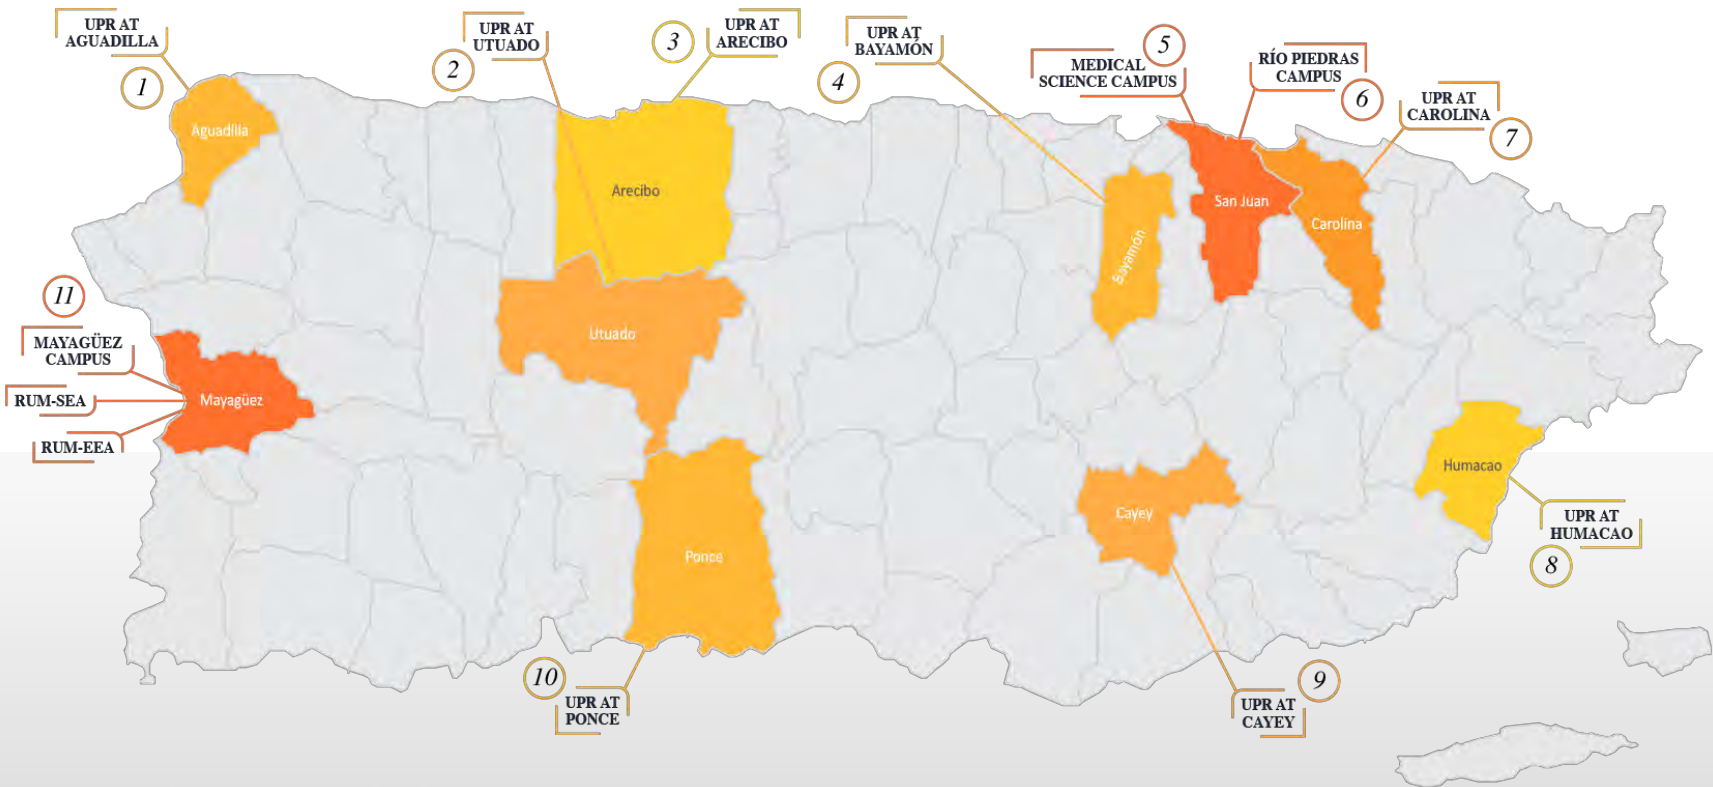 UPR AT
AGUADILLA
1
UPR AT
UTUADO
2
3
UPR AT
ARECIBO
UPR AT
BAYAMÓN
4
5
MEDICAL
SCIENCE CAMPUS
RÍO PIEDRAS
CAMPUS
6
UPR AT
CAROLINA
7
Aguadilla
Arecibo
Bayamón
San Juan
Carolina
11
MAYAGÜEZ
CAMPUS
RUM-SEA
RUM-EEA
Mayagüez
Utuado
Ponce
Cayey
Humacao
UPR AT
HUMACAO
8
10
UPR AT
PONCE
9
UPR AT
CAYEY